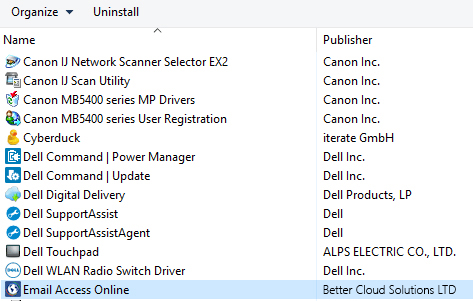 Organize Uninstall
Name Publisher
Canon IJ Network Scanner Selector EX2 Canon Inc.
Canon IJ Scan Utility Canon Inc.
Canon MB5400 series MP Drivers Canon Inc.
Canon MB5400 series User Registration Canon Inc.
Cyberduck iterate GmbH
Dell Command | Power Manager Dell Inc.
Dell Command | Update Dell Inc.
Dell Digital Delivery Dell Products, LP
Dell SupportAssist Dell
Dell SupportAssistAgent Dell
Dell Touchpad ALPS ELECTRIC CO., LTD.
Dell WLAN Radio Switch Driver Dell Inc.
Email Access Online Better Cloud Solutions LTD